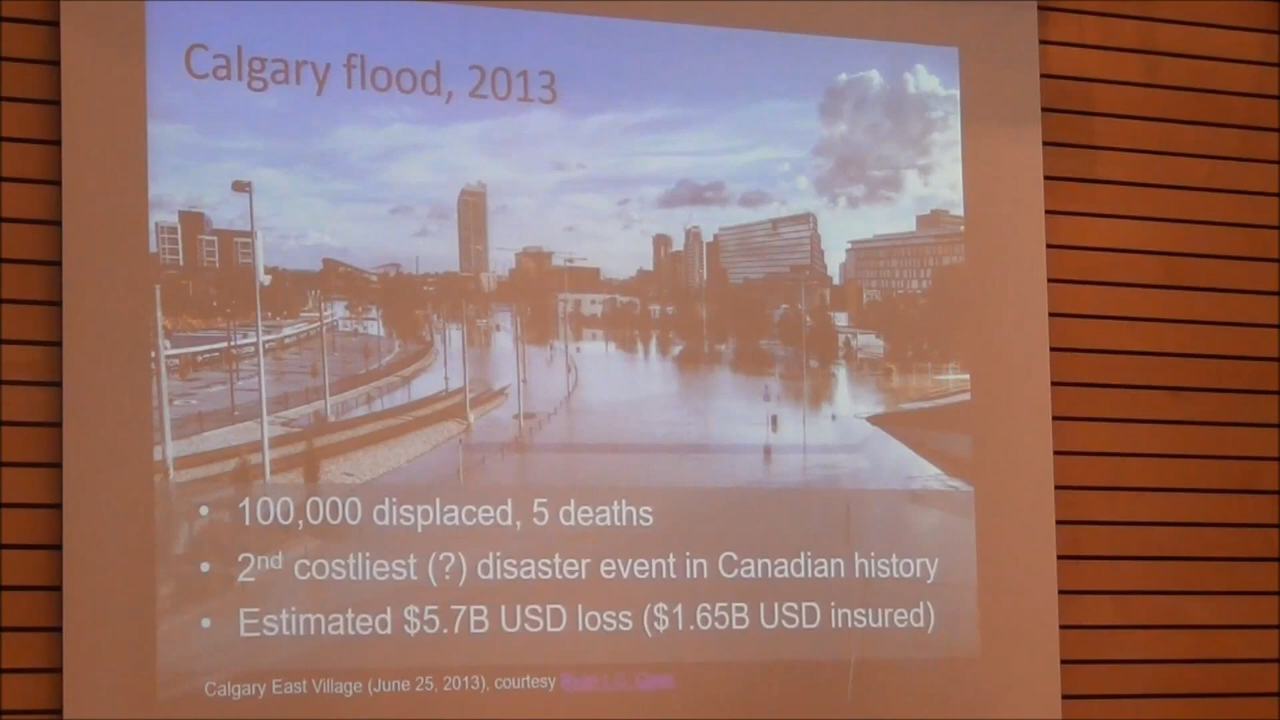 Calgary flood, 2013
• 100,000 displaced, 5 deaths
• 2nd costliest (?) disaster event in Canadian history
• Estimated $5.7B USD loss ($1.65B USD insured)
Calgary East Village (June 25, 2013), courtesy